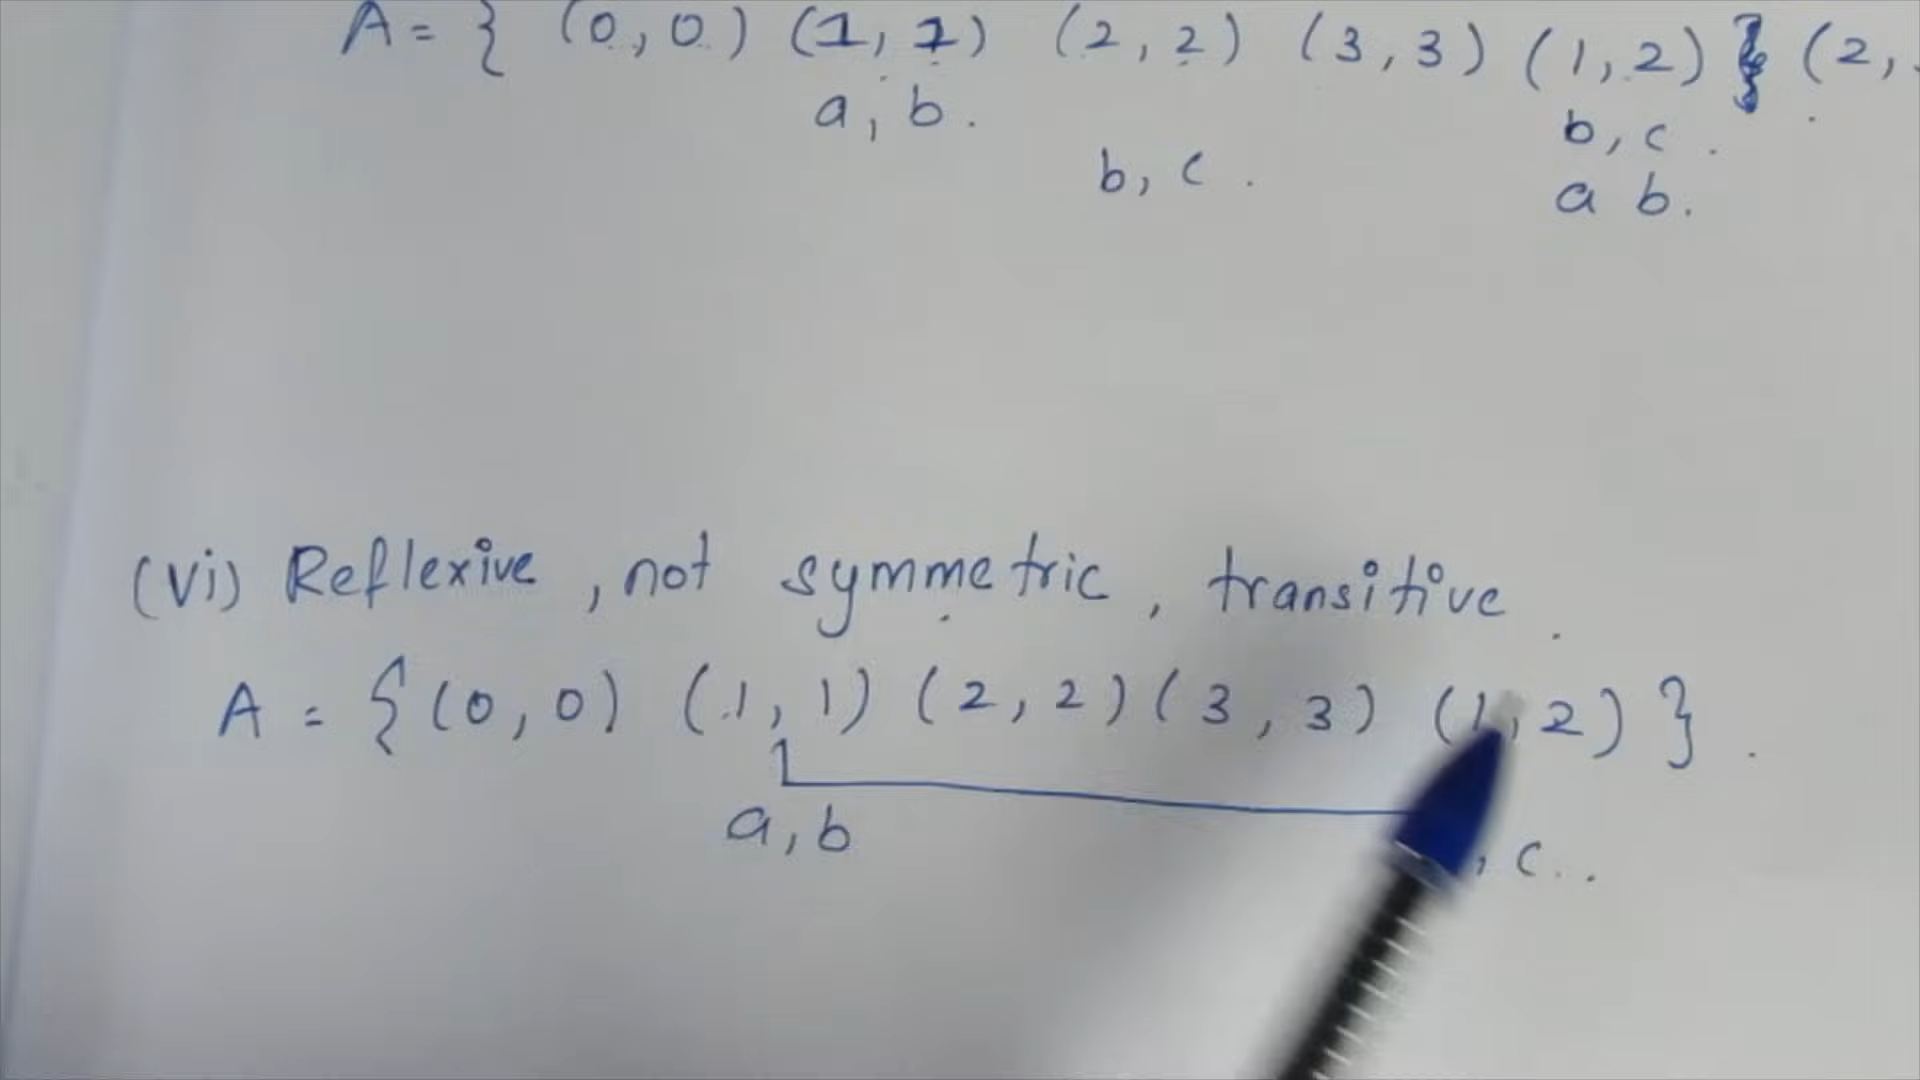 A = { (0,0) (1,1) (2,2) (3,3) (1,2) } (2,
a, b. b, c.
b, c. a b.
(vi) Reflexive, not symmetric, transitive.
A = {(0,0) (1,1) (2,2) (3,3) (1,2)}.
a, b , c..